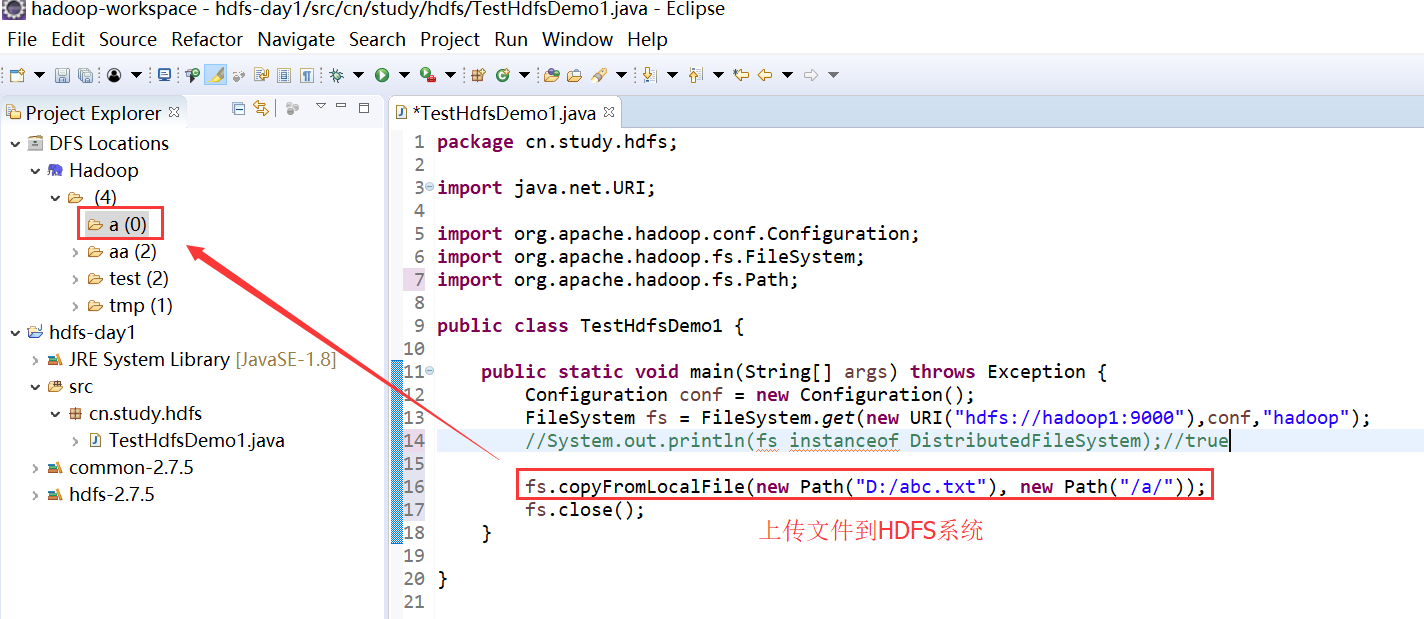 hadoop-workspace - hdfs-day1/src/cn/study/hdfs/TestHdfsDemo1.java - Eclipse
File Edit Source Refactor Navigate Search Project Run Window Help
Project Explorer
DFS Locations
Hadoop
(4)
a (0)
aa (2)
test (2)
tmp (1)
hdfs-day1
JRE System Library [JavaSE-1.8]
src
cn.study.hdfs
TestHdfsDemo1.java
common-2.7.5
hdfs-2.7.5
*TestHdfsDemo1.java
1 package cn.study.hdfs;
2
3 import java.net.URI;
4
5 import org.apache.hadoop.conf.Configuration;
6 import org.apache.hadoop.fs.FileSystem;
7 import org.apache.hadoop.fs.Path;
8
9 public class TestHdfsDemo1 {
10
11 public static void main(String[] args) throws Exception {
12 Configuration conf = new Configuration();
13 FileSystem fs = FileSystem.get(new URI("hdfs://hadoop1:9000"),conf,"hadoop");
14 //System.out.println(fs instanceof DistributedFileSystem);//true
15
16 fs.copyFromLocalFile(new Path("D:/abc.txt"), new Path("/a/"));
17 fs.close();
18 }
上传文件到HDFS系统
19
20 }
21